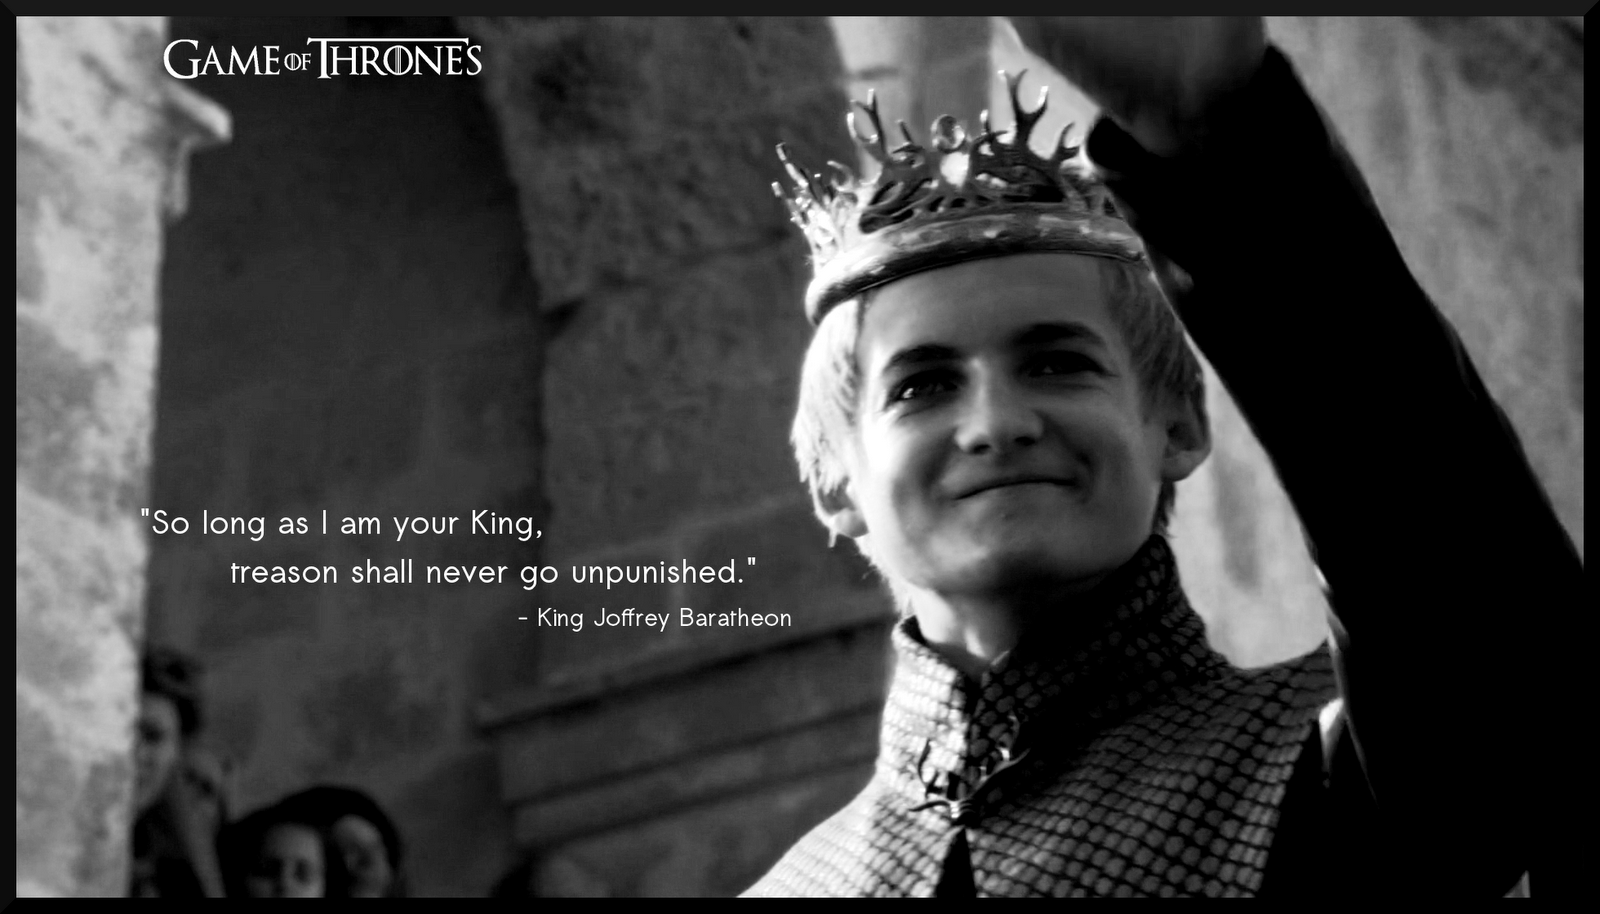 GAME OF THRONES
"So long as I am your King,
treason shall never go unpunished."
- King Joffrey Baratheon